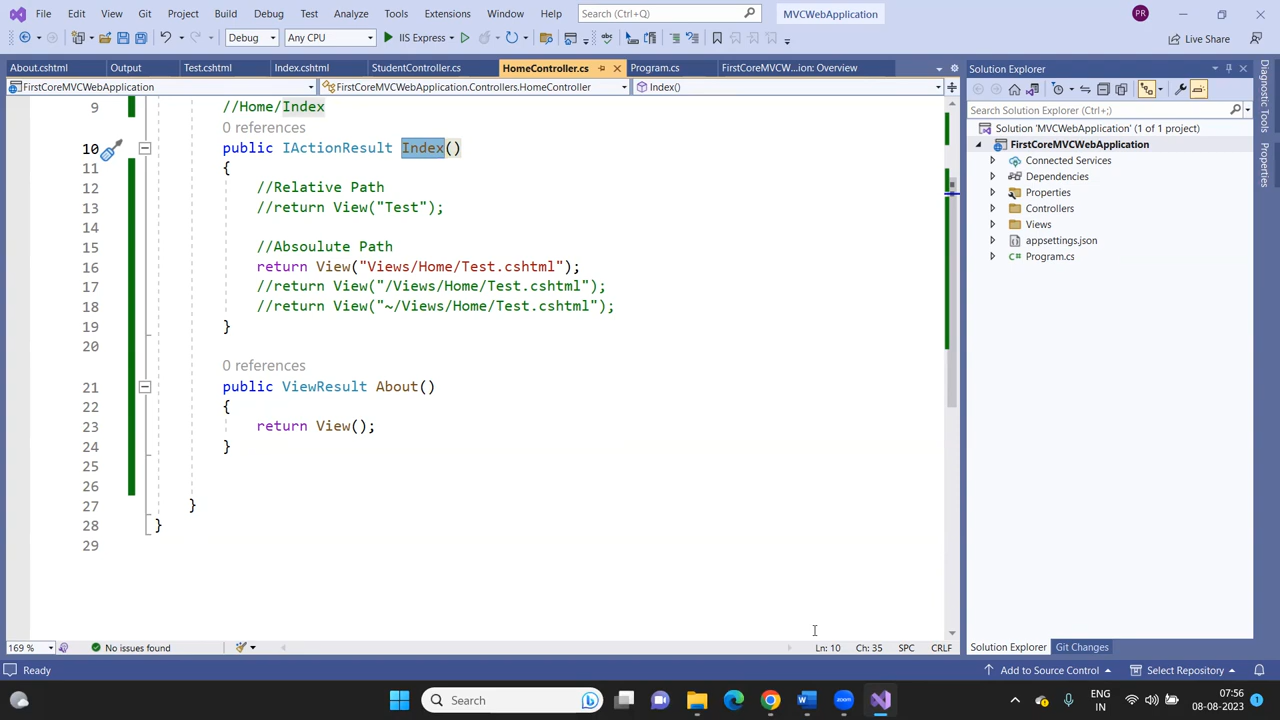 File Edit View Git Project Build Debug Test Analyze Tools Extensions Window Help Search (Ctrl+Q) MVCWebApplication PR
Debug Any CPU IIS Express Live Share
About.cshtml Output Test.cshtml Index.cshtml StudentController.cs HomeController.cs Program.cs FirstCoreMVCW...ion: Overview
FirstCoreMVCWebApplication FirstCoreMVCWebApplication.Controllers.HomeController Index()
9 //Home/Index
0 references
10 public IActionResult Index()
11 {
12 //Relative Path
13 //return View("Test");
14
15 //Absoulute Path
16 return View("Views/Home/Test.cshtml");
17 //return View("/Views/Home/Test.cshtml");
18 //return View("~/Views/Home/Test.cshtml");
19 }
20
0 references
21 public ViewResult About()
22 {
23 return View();
24 }
25
26
27 }
28 }
29
169 % No issues found Ln: 10 Ch: 35 SPC CRLF
Solution Explorer
Search Solution Explorer (Ctrl+;)
Solution 'MVCWebApplication' (1 of 1 project)
FirstCoreMVCWebApplication
Connected Services
Dependencies
Properties
Controllers
Views
appsettings.json
C# Program.cs
Solution Explorer Git Changes
Diagnostic Tools
Properties
Ready Add to Source Control Select Repository
Search ENG IN 07:56 08-08-2023